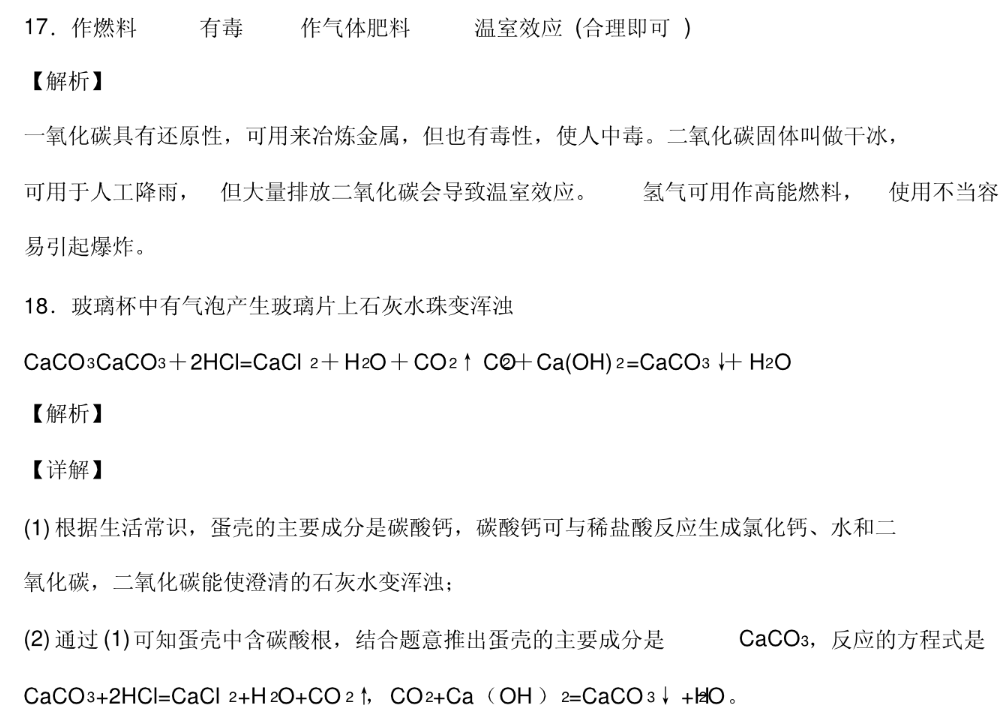 17．作燃料 有毒 作气体肥料 温室效应 (合理即可 )
【解析】
一氧化碳具有还原性，可用来冶炼金属，但也有毒性，使人中毒。二氧化碳固体叫做干冰，
可用于人工降雨， 但大量排放二氧化碳会导致温室效应。 氢气可用作高能燃料， 使用不当容
易引起爆炸。
18．玻璃杯中有气泡产生玻璃片上石灰水珠变浑浊
CaCO3CaCO3＋2HCl=CaCl 2＋H2O＋CO2↑ CO2＋Ca(OH) 2=CaCO3 ↓＋ H2O
【解析】
【详解】
(1) 根据生活常识，蛋壳的主要成分是碳酸钙，碳酸钙可与稀盐酸反应生成氯化钙、水和二
氧化碳，二氧化碳能使澄清的石灰水变浑浊；
(2) 通过 (1) 可知蛋壳中含碳酸根，结合题意推出蛋壳的主要成分是 CaCO3，反应的方程式是
CaCO3+2HCl=CaCl 2+H2O+CO2↑， CO2+Ca（OH）2=CaCO3↓ +H2O。